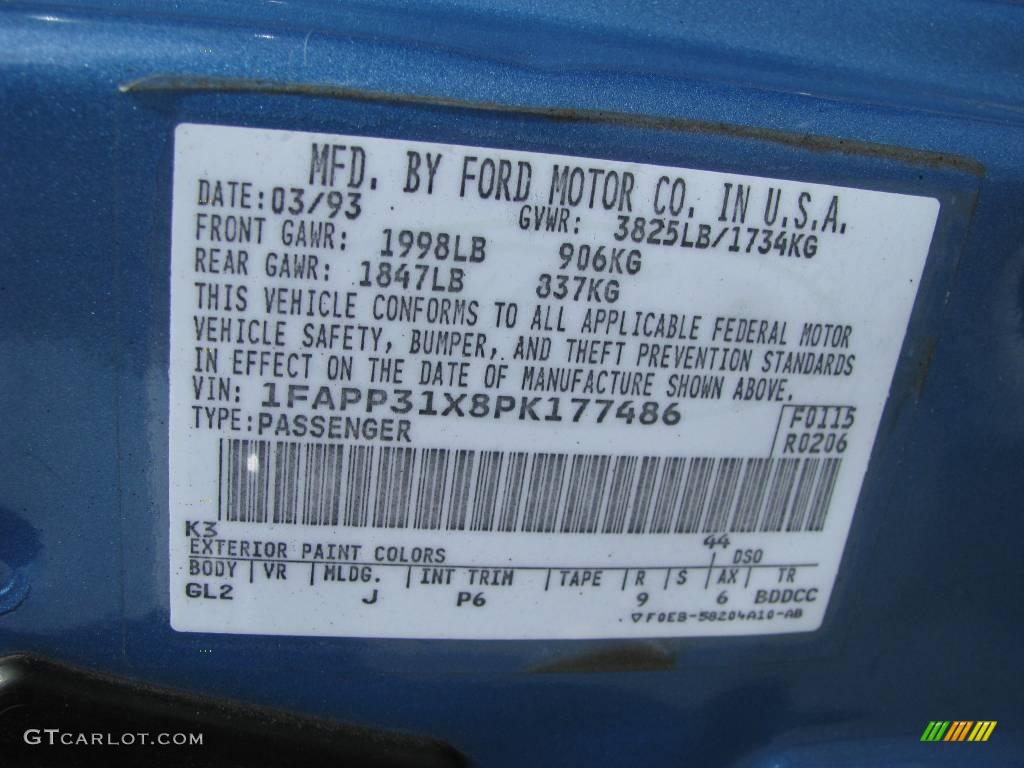 MFD. BY FORD MOTOR CO. IN U.S.A.
DATE: 03/93 GVWR: 3825LB/1734KG
FRONT GAWR: 1998LB 906KG
REAR GAWR: 1847LB 837KG
THIS VEHICLE CONFORMS TO ALL APPLICABLE FEDERAL MOTOR
VEHICLE SAFETY, BUMPER, AND THEFT PREVENTION STANDARDS
IN EFFECT ON THE DATE OF MANUFACTURE SHOWN ABOVE.
VIN: 1FAPP31X8PK177486
TYPE: PASSENGER
F0115
R0206
K3 44
EXTERIOR PAINT COLORS DSO
BODY VR MLDG. INT TRIM TAPE R S AX TR
GL2 J P6 9 6 BDDCC
▽F0EB-58204A10-AB
GTCARLOT.COM